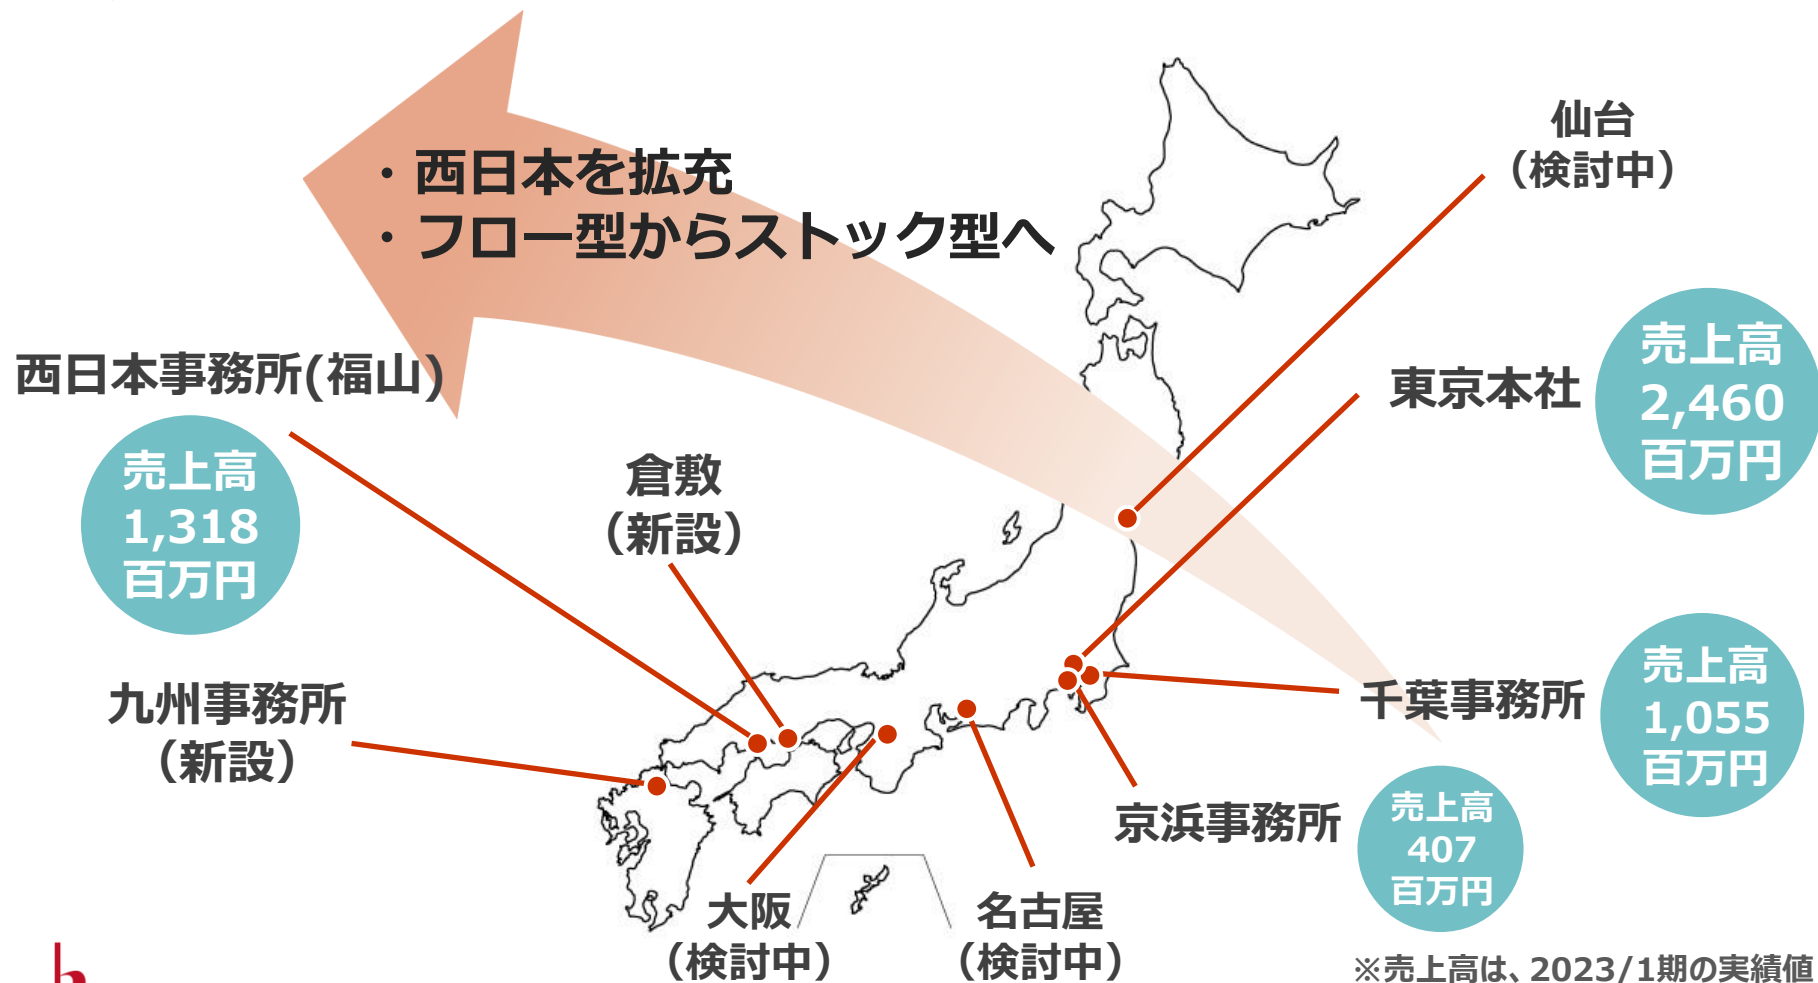 ・西日本を拡充
・フロー型からストック型へ
仙台
（検討中）
東京本社
売上高
2,460
百万円
西日本事務所(福山)
売上高
1,318
百万円
倉敷
（新設）
九州事務所
（新設）
千葉事務所
売上高
1,055
百万円
京浜事務所
売上高
407
百万円
大阪
（検討中）
名古屋
（検討中）
※売上高は、2023/1期の実績値